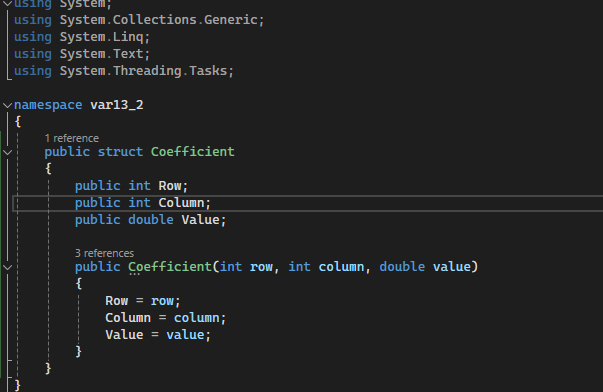 using System;
using System.Collections.Generic;
using System.Linq;
using System.Text;
using System.Threading.Tasks;
namespace var13_2
{
1 reference
public struct Coefficient
{
public int Row;
public int Column;
public double Value;
3 references
public Coefficient(int row, int column, double value)
{
Row = row;
Column = column;
Value = value;
}
}
}